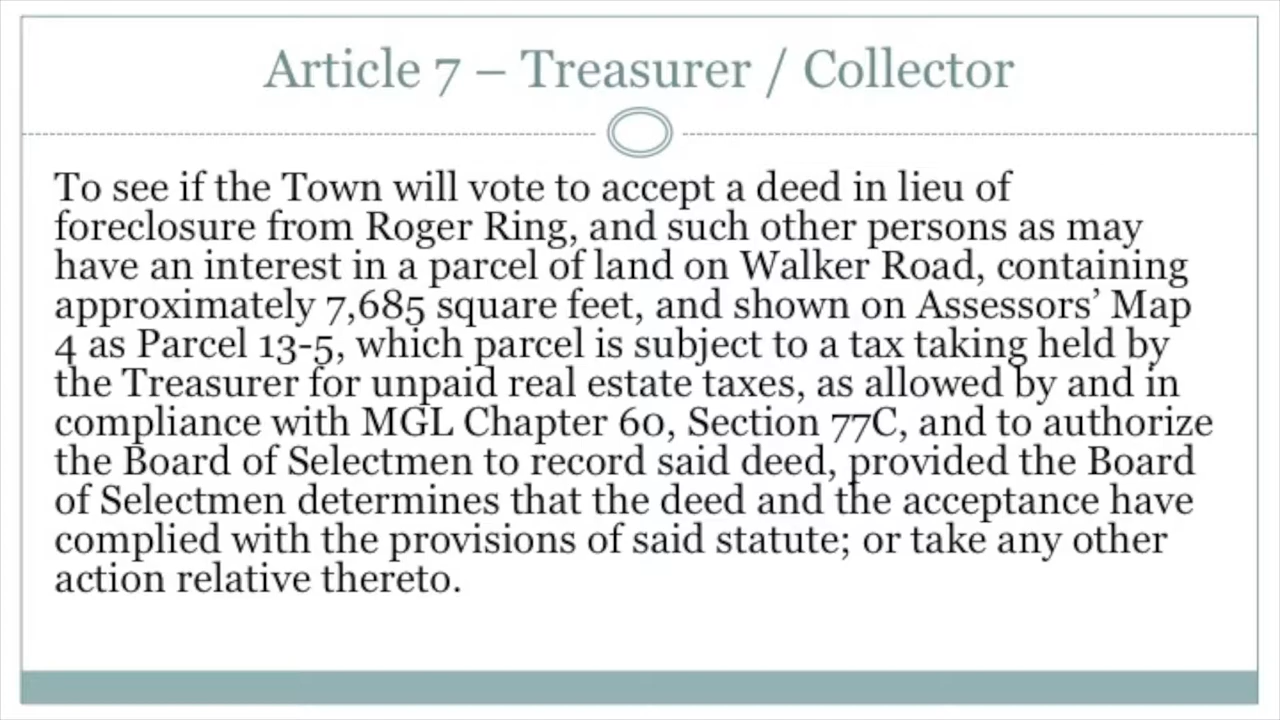 Article 7 – Treasurer / Collector
To see if the Town will vote to accept a deed in lieu of
foreclosure from Roger Ring, and such other persons as may
have an interest in a parcel of land on Walker Road, containing
approximately 7,685 square feet, and shown on Assessors’ Map
4 as Parcel 13-5, which parcel is subject to a tax taking held by
the Treasurer for unpaid real estate taxes, as allowed by and in
compliance with MGL Chapter 60, Section 77C, and to authorize
the Board of Selectmen to record said deed, provided the Board
of Selectmen determines that the deed and the acceptance have
complied with the provisions of said statute; or take any other
action relative thereto.